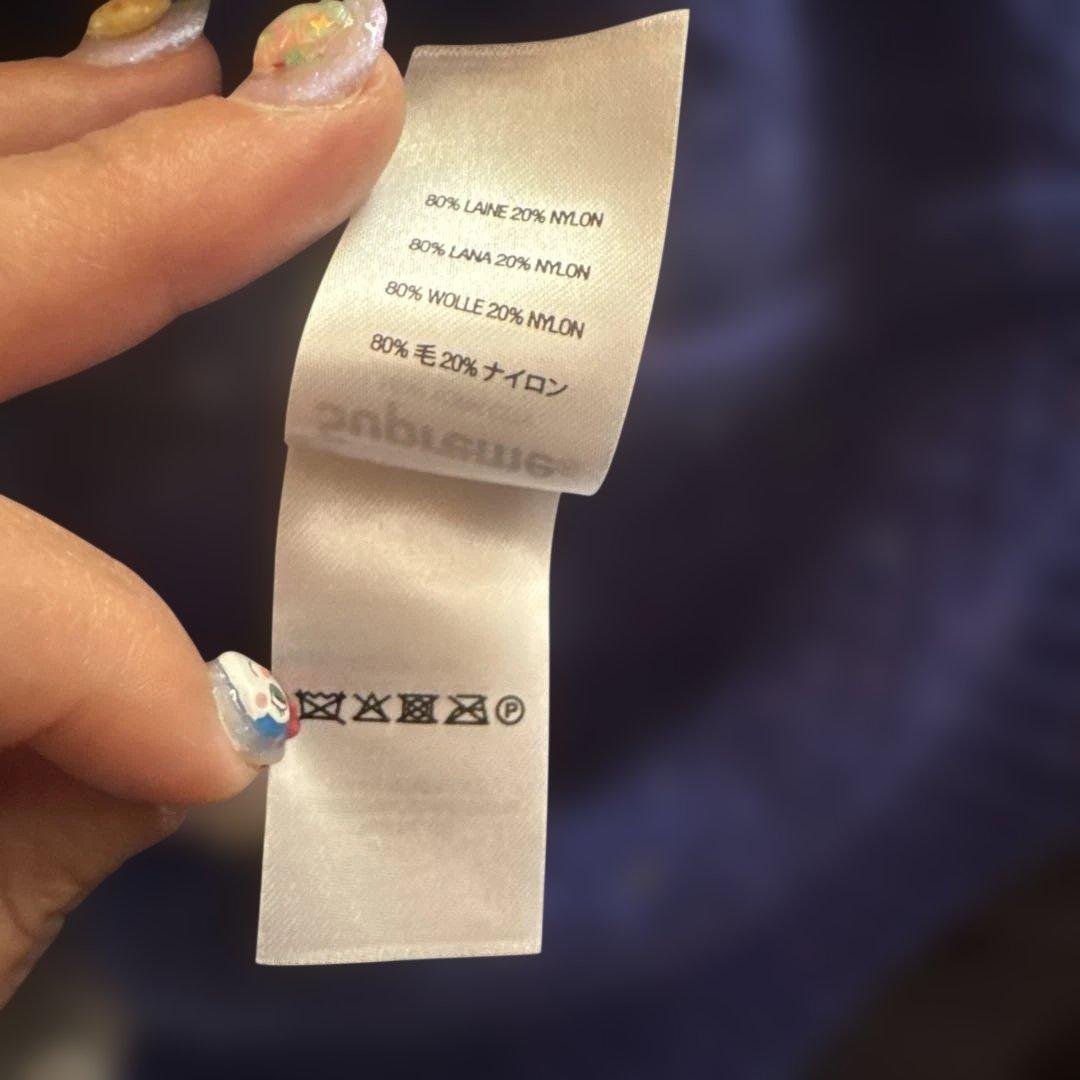 80% LAINE 20% NYLON
80% LANA 20% NYLON
80% WOLLE 20% NYLON
80% 毛 20% ナイロン
Supreme
P